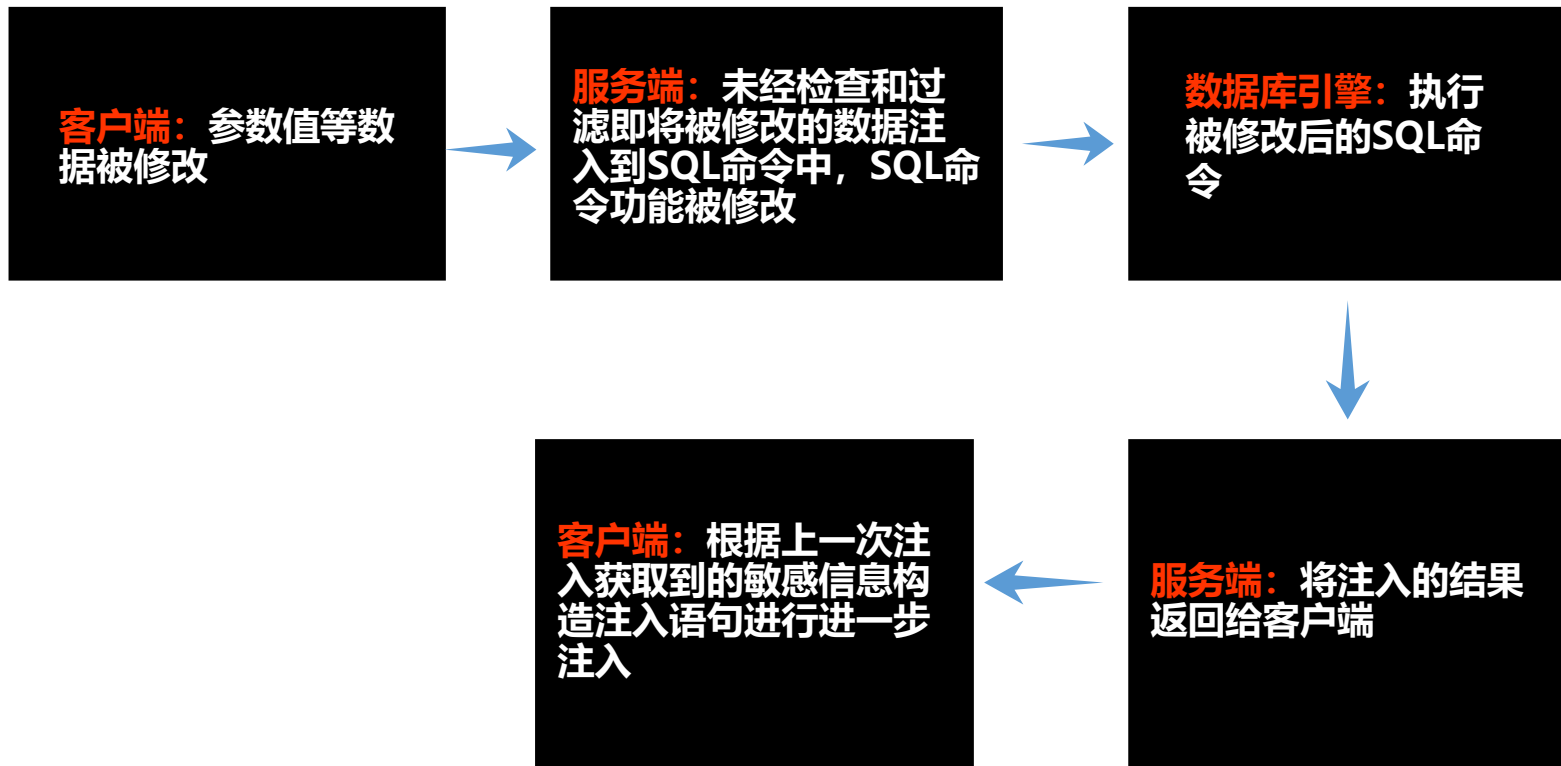 客户端：参数值等数
据被修改
服务端：未经检查和过
滤即将被修改的数据注
入到SQL命令中，SQL命
令功能被修改
数据库引擎：执行
被修改后的SQL命
令
客户端：根据上一次注
入获取到的敏感信息构
造注入语句进行进一步
注入
服务端：将注入的结果
返回给客户端